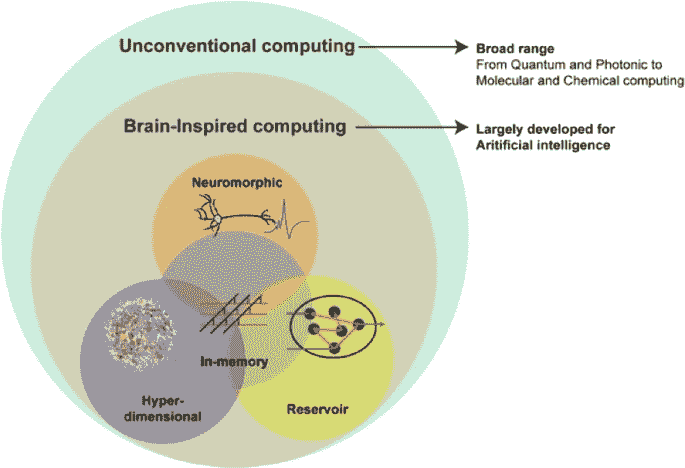 Unconventional computing
Broad range
From Quantum and Photonic to
Molecular and Chemical computing
Brain-Inspired computing
Largely developed for
Aritificial intelligence
Neuromorphic
In-memory
Hyper-
dimensional
Reservoir